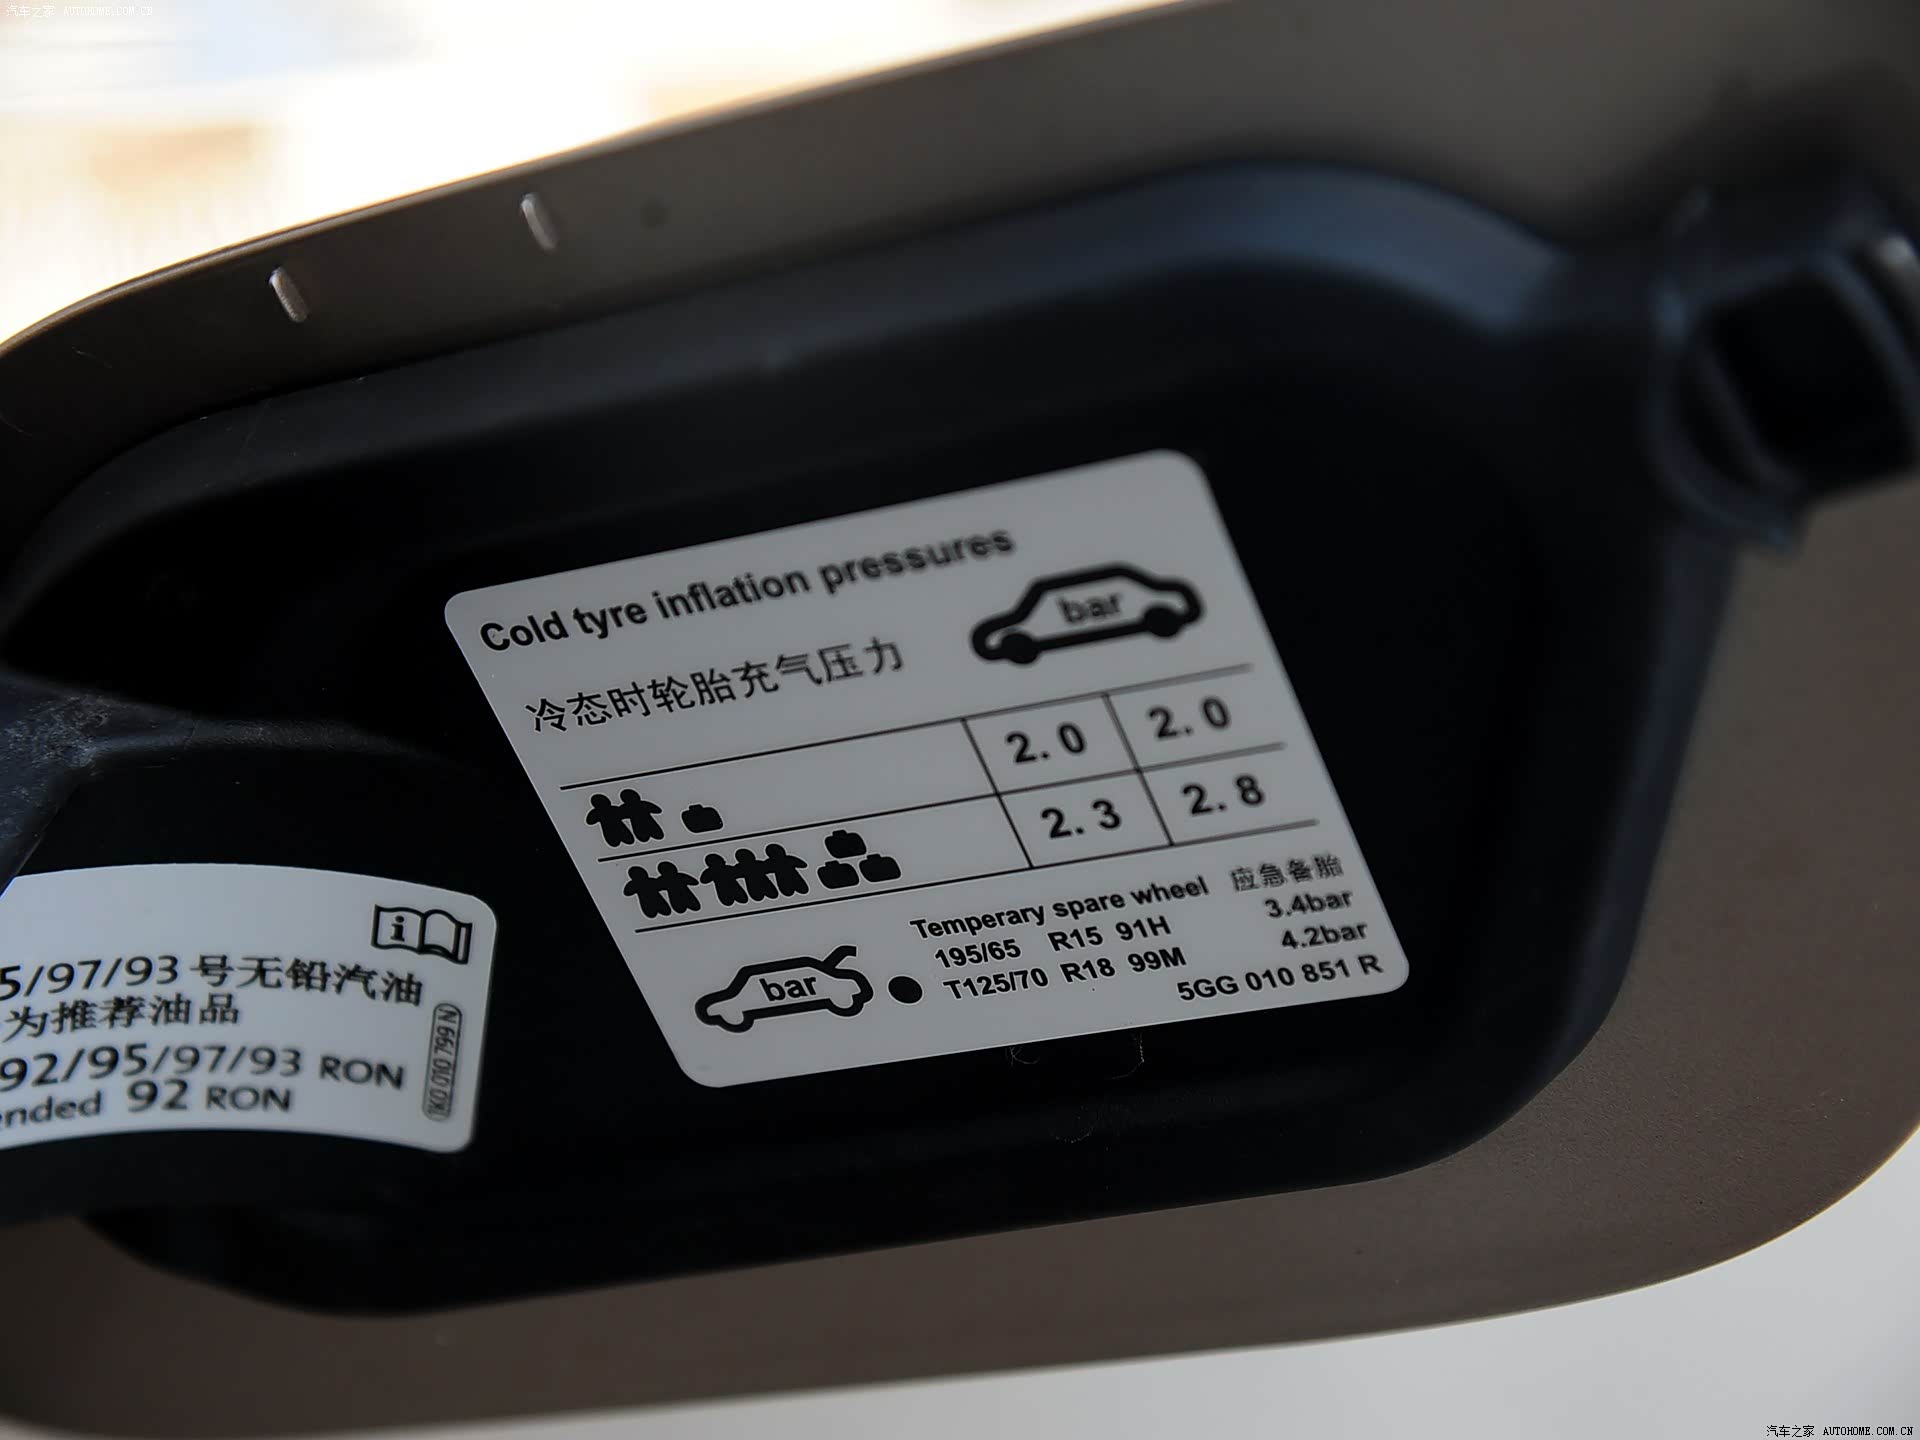 汽车之家 AUTOHOME.COM.CN
Cold tyre inflation pressures
bar
冷态时轮胎充气压力
2.0 2.0
2.3 2.8
Temperary spare wheel 应急备胎
195/65 R15 91H 3.4bar
T125/70 R18 99M 4.2bar
bar
5GG 010 851 R
i
5/97/93 号无铅汽油
为推荐油品
92/95/97/93 RON
ended 92 RON
1K0 010 799 N
汽车之家 AUTOHOME.COM.CN